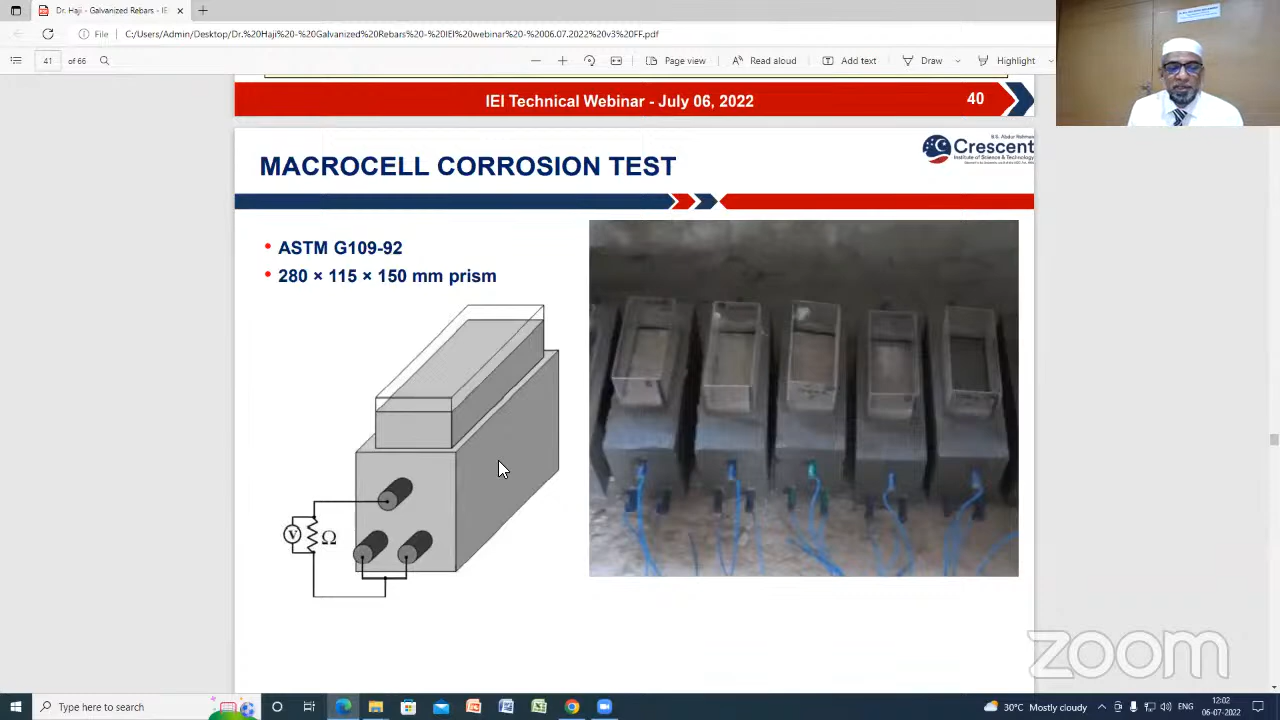 Dr. Haji - Galvanized Rebars - IE
File
C:/Users/Admin/Desktop/Dr.%20Haji%20-%20Galvanized%20Rebars%20-%20IEI%20webinar%20-%2006.07.2022%20v3%20FF.pdf
41 of 66
Page view
Read aloud
Add text
Draw
Highlight
IEI Technical Webinar - July 06, 2022
40
Crescent
Institute of Science & Technology
MACROCELL CORROSION TEST
• ASTM G109-92
• 280 × 115 × 150 mm prism
V
Ω
zoom
Type here to search
30°C Mostly cloudy
ENG
12:02
06-07-2022